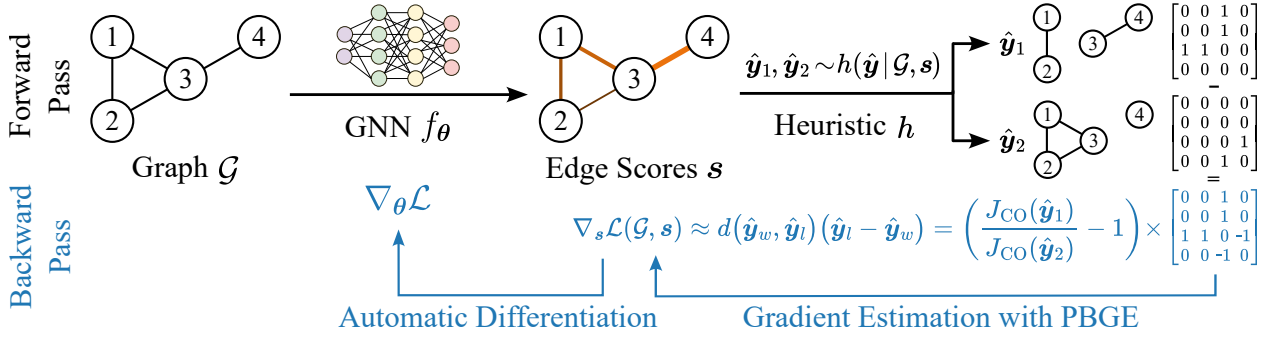 Forward Pass
1
4
3
2
Graph 𝒢
GNN f_θ
1
4
3
2
Edge Scores s
ŷ₁, ŷ₂ ~ h(ŷ | 𝒢, s)
Heuristic h
ŷ₁
1
4
3
2
0 0 1 0
0 0 1 0
1 1 0 0
0 0 0 0
-
ŷ₂
1
4
3
2
0 0 0 0
0 0 0 0
0 0 0 1
0 0 1 0
=
Backward Pass
∇_θ ℒ
∇_s ℒ(𝒢, s) ≈ d(ŷ_w, ŷ_l)(ŷ_l − ŷ_w) = (J_CO(ŷ₁) / J_CO(ŷ₂) − 1) ×
0 0 1 0
0 0 1 0
1 1 0 -1
0 0 -1 0
Automatic Differentiation
Gradient Estimation with PBGE